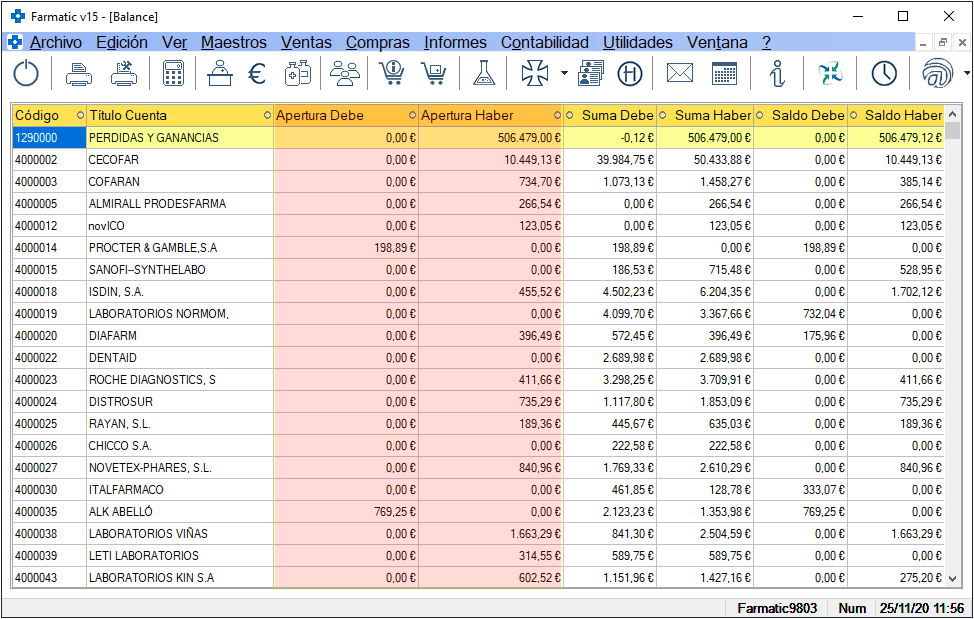 Farmatic v15 - [Balance]
Archivo Edición Ver Maestros Ventas Compras Informes Contabilidad Utilidades Ventana ?
Código Título Cuenta Apertura Debe Apertura Haber Suma Debe Suma Haber Saldo Debe Saldo Haber
1290000 PERDIDAS Y GANANCIAS 0,00 € 506.479,00 € -0,12 € 506.479,00 € 0,00 € 506.479,12 €
4000002 CECOFAR 0,00 € 10.449,13 € 39.984,75 € 50.433,88 € 0,00 € 10.449,13 €
4000003 COFARAN 0,00 € 734,70 € 1.073,13 € 1.458,27 € 0,00 € 385,14 €
4000005 ALMIRALL PRODESFARMA 0,00 € 266,54 € 0,00 € 266,54 € 0,00 € 266,54 €
4000012 novICO 0,00 € 123,05 € 0,00 € 123,05 € 0,00 € 123,05 €
4000014 PROCTER & GAMBLE,S.A 198,89 € 0,00 € 198,89 € 0,00 € 198,89 € 0,00 €
4000015 SANOFI--SYNTHELABO 0,00 € 0,00 € 186,53 € 715,48 € 0,00 € 528,95 €
4000018 ISDIN, S.A. 0,00 € 455,52 € 4.502,23 € 6.204,35 € 0,00 € 1.702,12 €
4000019 LABORATORIOS NORMOM, 0,00 € 0,00 € 4.099,70 € 3.367,66 € 732,04 € 0,00 €
4000020 DIAFARM 0,00 € 396,49 € 572,45 € 396,49 € 175,96 € 0,00 €
4000022 DENTAID 0,00 € 0,00 € 2.689,98 € 2.689,98 € 0,00 € 0,00 €
4000023 ROCHE DIAGNOSTICS, S 0,00 € 411,66 € 3.298,25 € 3.709,91 € 0,00 € 411,66 €
4000024 DISTROSUR 0,00 € 735,29 € 1.117,80 € 1.853,09 € 0,00 € 735,29 €
4000025 RAYAN, S.L. 0,00 € 189,36 € 445,67 € 635,03 € 0,00 € 189,36 €
4000026 CHICCO S.A. 0,00 € 0,00 € 222,58 € 222,58 € 0,00 € 0,00 €
4000027 NOVETEX-PHARES, S.L. 0,00 € 840,96 € 1.769,33 € 2.610,29 € 0,00 € 840,96 €
4000030 ITALFARMACO 0,00 € 0,00 € 461,85 € 128,78 € 333,07 € 0,00 €
4000035 ALK ABELLÓ 769,25 € 0,00 € 2.123,23 € 1.353,98 € 769,25 € 0,00 €
4000038 LABORATORIOS VIÑAS 0,00 € 1.663,29 € 841,30 € 2.504,59 € 0,00 € 1.663,29 €
4000039 LETI LABORATORIOS 0,00 € 314,55 € 589,75 € 589,75 € 0,00 € 0,00 €
4000043 LABORATORIOS KIN S.A 0,00 € 602,52 € 1.151,96 € 1.427,16 € 0,00 € 275,20 €
Farmatic9803 Num 25/11/20 11:56